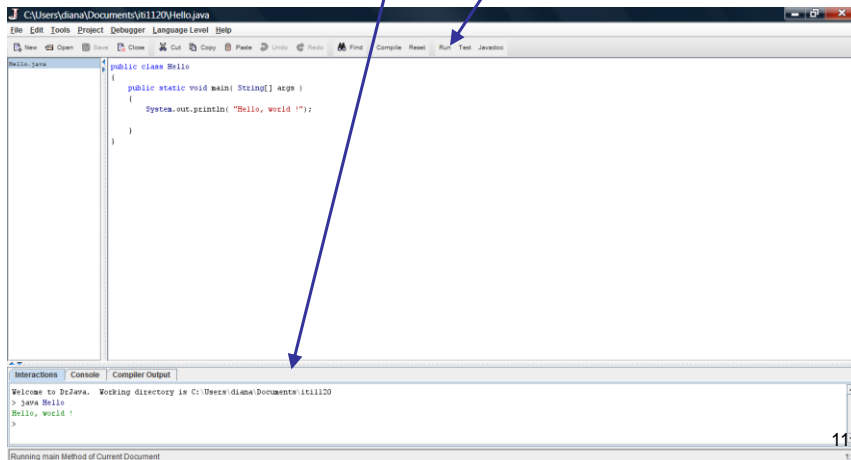 C:\Users\diana\Documents\iti1120\Hello.java
File Edit Tools Project Debugger Language Level Help
New Open Save Close Cut Copy Paste Undo Redo Find Compile Reset Run Test Javadoc
Hello.java
public class Hello
{
public static void main( String[] args )
{
System.out.println( "Hello, world !");
}
}
Interactions Console Compiler Output
Welcome to DrJava. Working directory is C:\Users\diana\Documents\iti1120
> java Hello
Hello, world !
>
11
Running main Method of Current Document